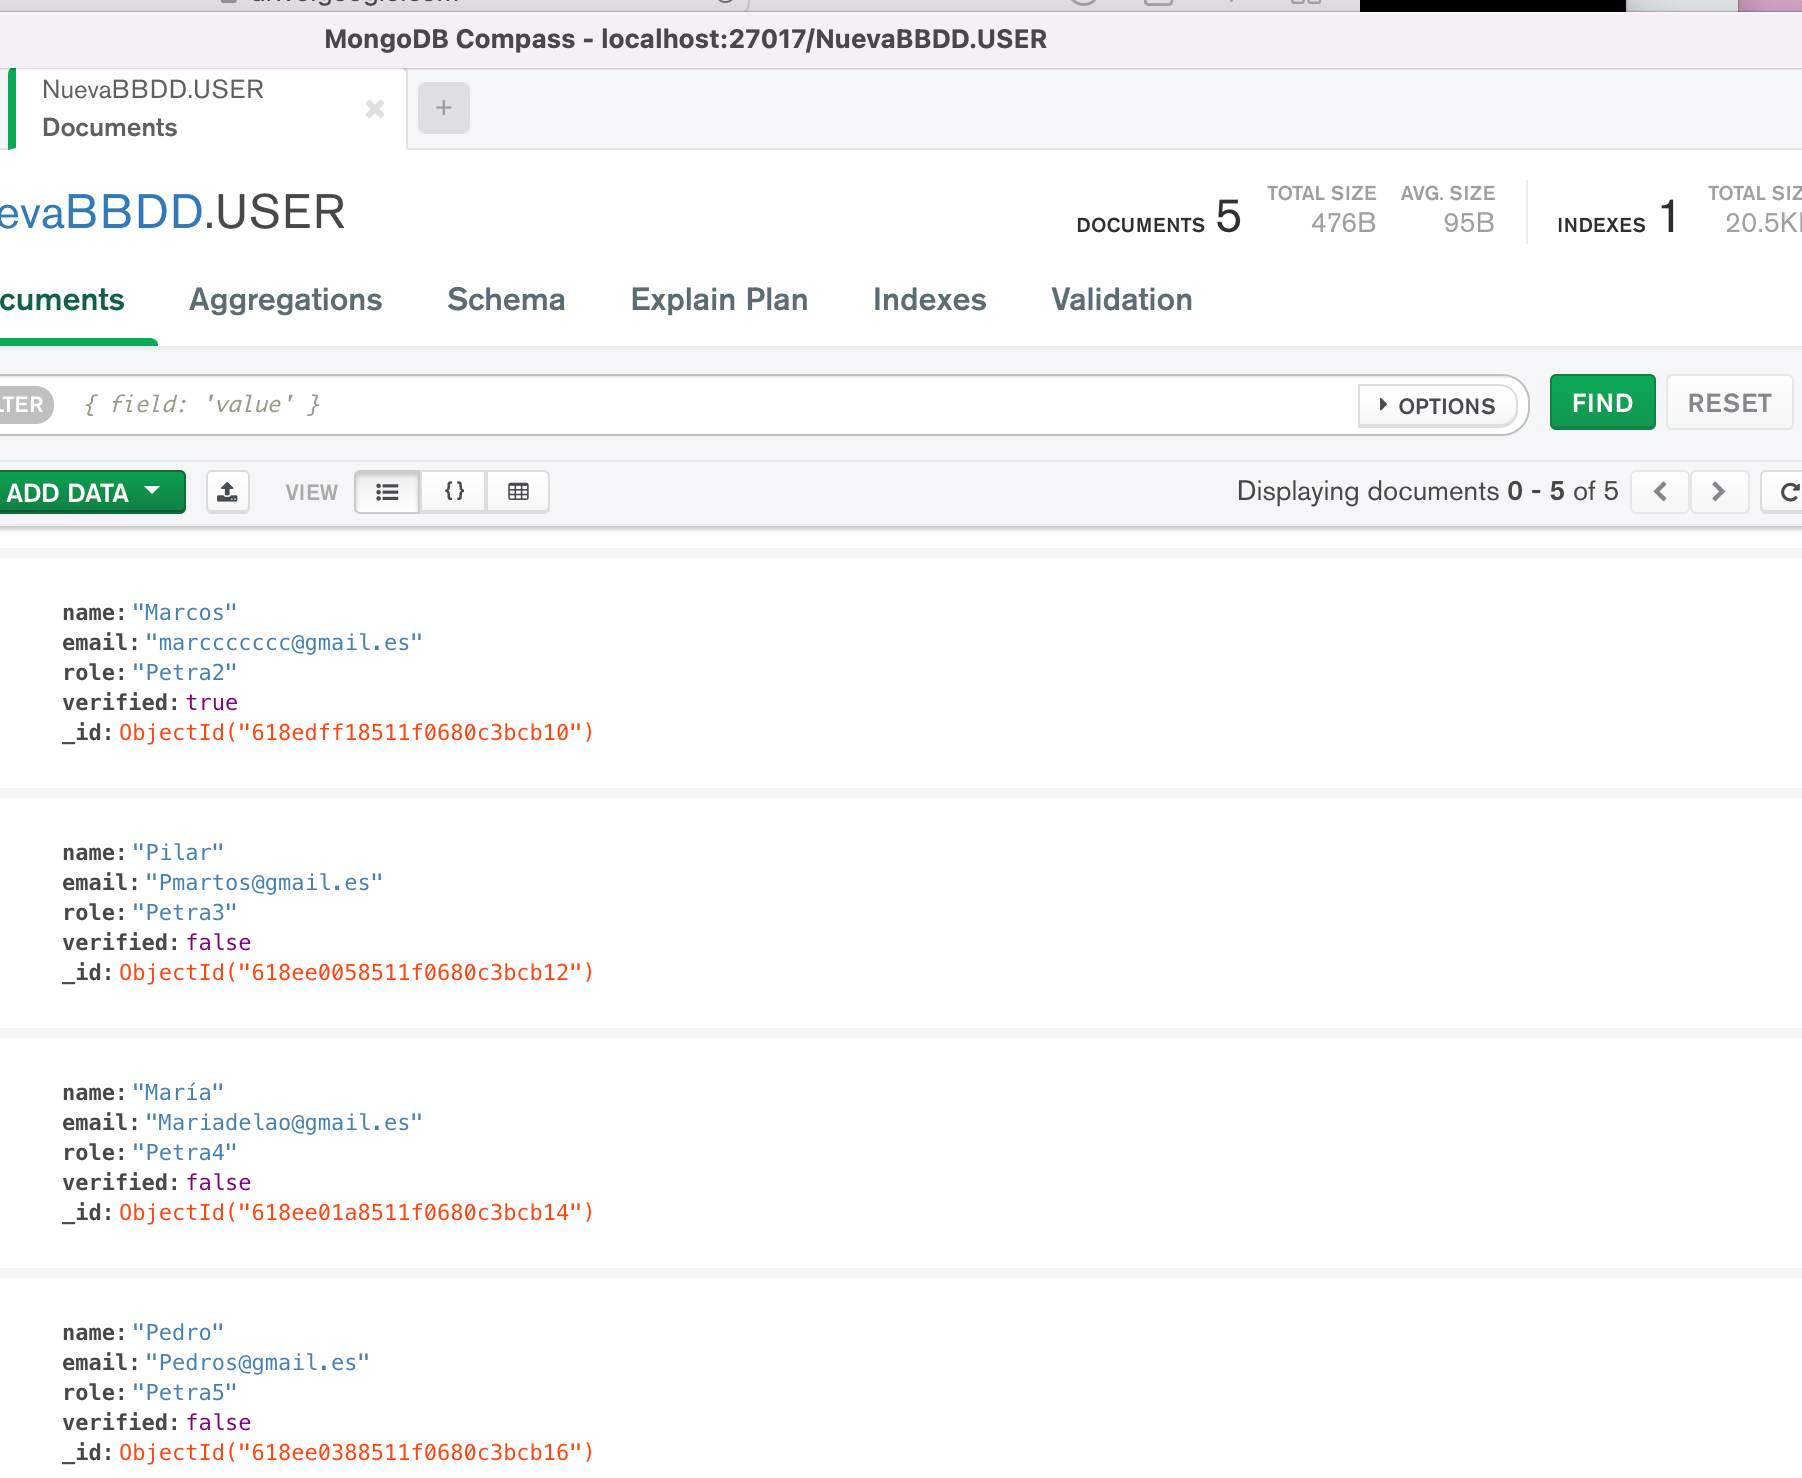 MongoDB Compass - localhost:27017/NuevaBBDD.USER
NuevaBBDD.USER
Documents
evaBBDD.USER
DOCUMENTS 5
TOTAL SIZE
476B
AVG. SIZE
95B
INDEXES 1
TOTAL SIZ
20.5K
cuments Aggregations Schema Explain Plan Indexes Validation
LTER { field: 'value' } OPTIONS FIND RESET
ADD DATA VIEW {} Displaying documents 0 - 5 of 5
name: "Marcos"
email: "marccccccc@gmail.es"
role: "Petra2"
verified: true
_id: ObjectId("618edff18511f0680c3bcb10")
name: "Pilar"
email: "Pmartos@gmail.es"
role: "Petra3"
verified: false
_id: ObjectId("618ee0058511f0680c3bcb12")
name: "María"
email: "Mariadelao@gmail.es"
role: "Petra4"
verified: false
_id: ObjectId("618ee01a8511f0680c3bcb14")
name: "Pedro"
email: "Pedros@gmail.es"
role: "Petra5"
verified: false
_id: ObjectId("618ee0388511f0680c3bcb16")